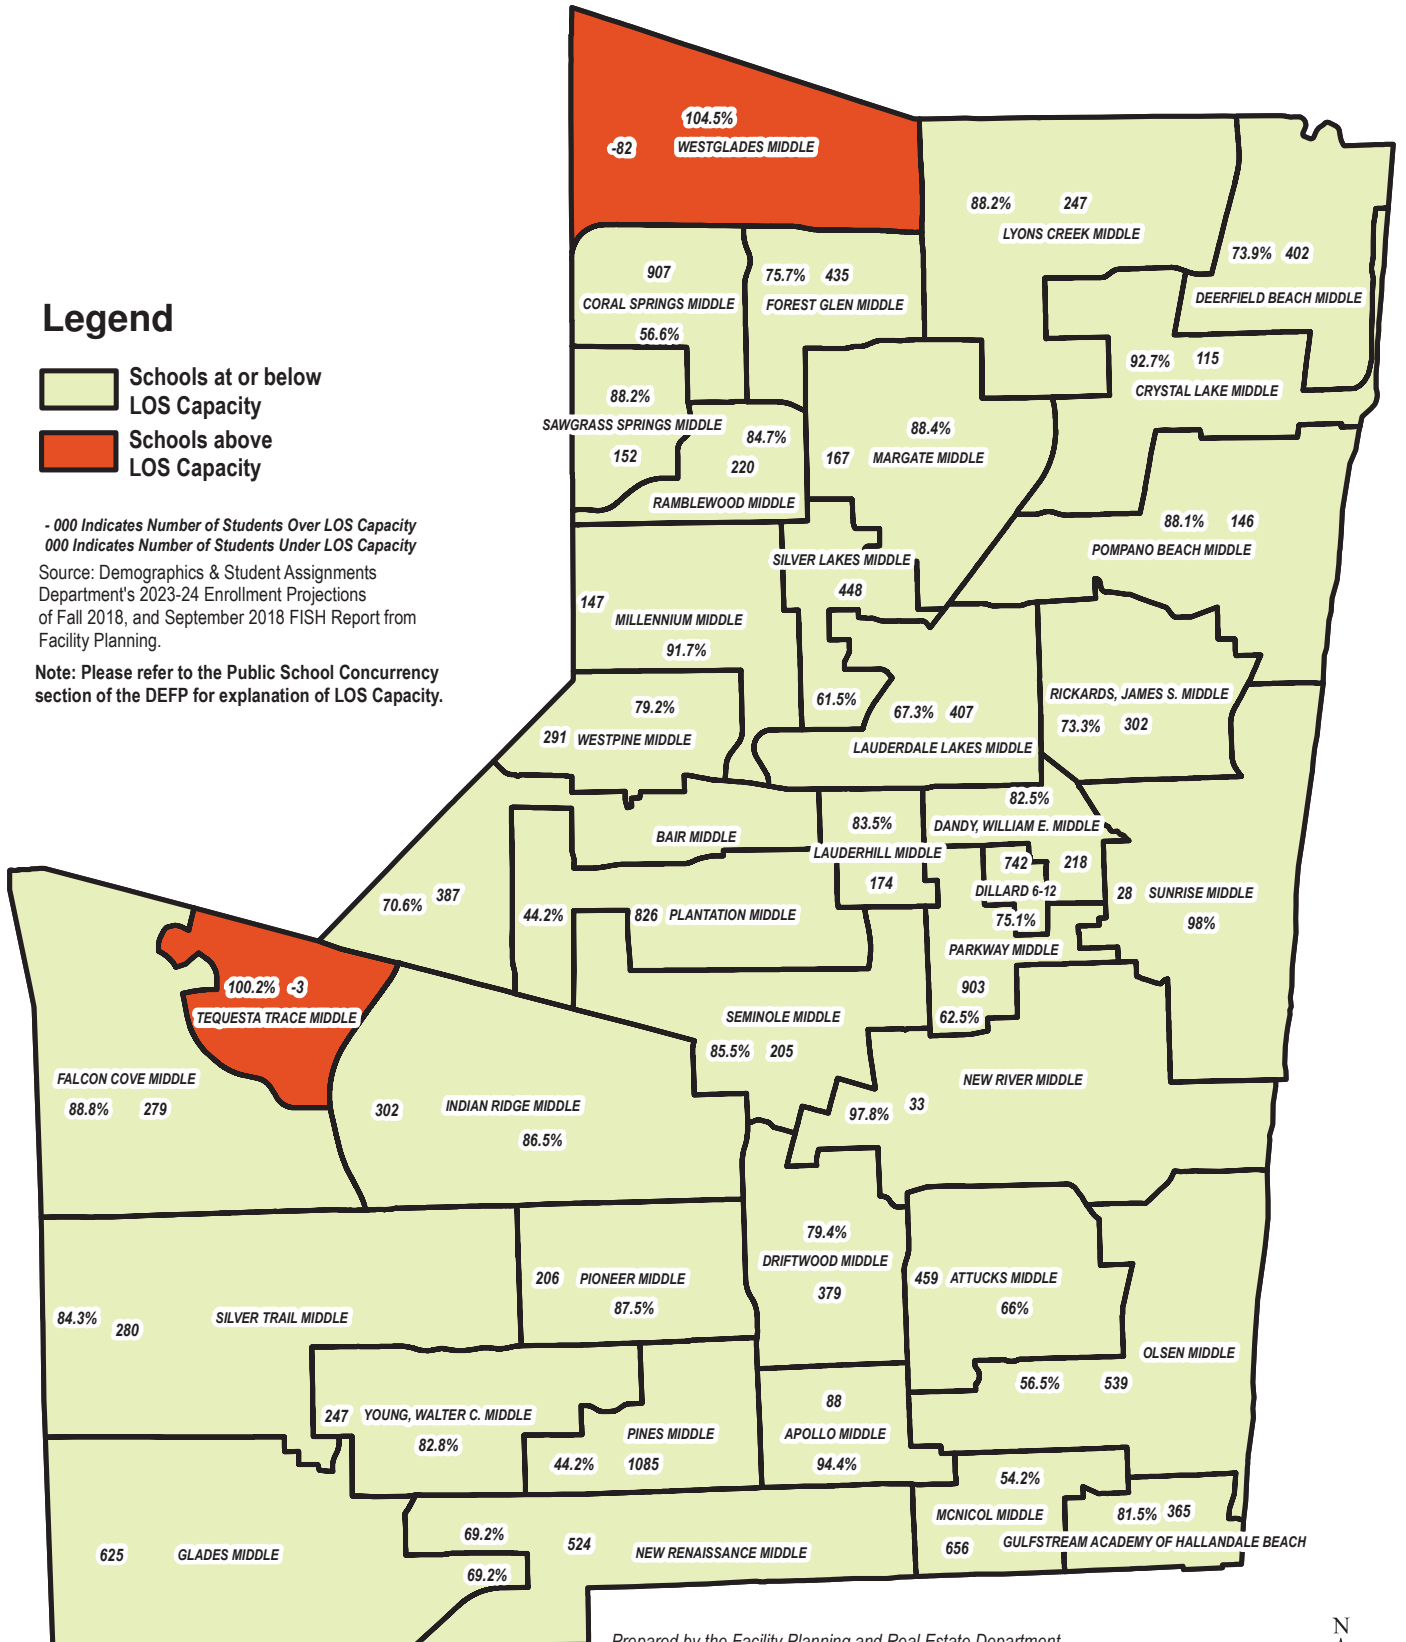 104.5%
-82 WESTGLADES MIDDLE
88.2% 247
LYONS CREEK MIDDLE
73.9% 402
DEERFIELD BEACH MIDDLE
907
CORAL SPRINGS MIDDLE
56.6%
75.7% 435
FOREST GLEN MIDDLE
Legend
Schools at or below
LOS Capacity
Schools above
LOS Capacity
- 000 Indicates Number of Students Over LOS Capacity
000 Indicates Number of Students Under LOS Capacity
Source: Demographics & Student Assignments
Department's 2023-24 Enrollment Projections
of Fall 2018, and September 2018 FISH Report from
Facility Planning.
Note: Please refer to the Public School Concurrency
section of the DEFP for explanation of LOS Capacity.
92.7% 115
CRYSTAL LAKE MIDDLE
88.2%
SAWGRASS SPRINGS MIDDLE
152
84.7%
220
RAMBLEWOOD MIDDLE
88.4%
167 MARGATE MIDDLE
88.1% 146
POMPANO BEACH MIDDLE
SILVER LAKES MIDDLE
448
61.5%
147
MILLENNIUM MIDDLE
91.7%
79.2%
291 WESTPINE MIDDLE
67.3% 407
LAUDERDALE LAKES MIDDLE
RICKARDS, JAMES S. MIDDLE
73.3% 302
BAIR MIDDLE
70.6% 387
83.5%
LAUDERHILL MIDDLE
174
82.5%
DANDY, WILLIAM E. MIDDLE
218
742
DILLARD 6-12
75.1%
28 SUNRISE MIDDLE
98%
44.2% 826 PLANTATION MIDDLE
PARKWAY MIDDLE
903
62.5%
100.2% -3
TEQUESTA TRACE MIDDLE
SEMINOLE MIDDLE
85.5% 205
FALCON COVE MIDDLE
88.8% 279
302 INDIAN RIDGE MIDDLE
86.5%
NEW RIVER MIDDLE
97.8% 33
79.4%
DRIFTWOOD MIDDLE
379
459 ATTUCKS MIDDLE
66%
206 PIONEER MIDDLE
87.5%
84.3% 280 SILVER TRAIL MIDDLE
OLSEN MIDDLE
56.5% 539
247 YOUNG, WALTER C. MIDDLE
82.8%
PINES MIDDLE
44.2% 1085
88
APOLLO MIDDLE
94.4%
54.2%
MCNICOL MIDDLE
656
81.5% 365
GULFSTREAM ACADEMY OF HALLANDALE BEACH
69.2% 524 NEW RENAISSANCE MIDDLE
625 GLADES MIDDLE
69.2%
Prepared by the Facility Planning and Real Estate Department
N